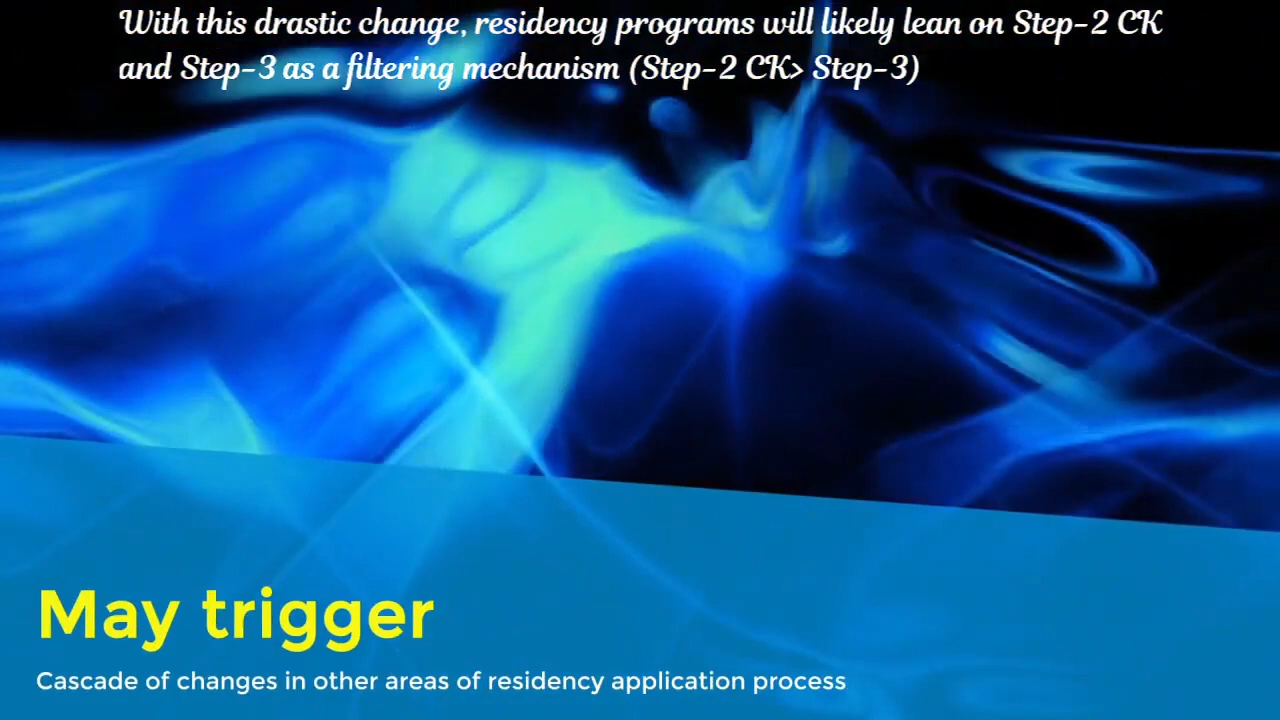 With this drastic change, residency programs will likely lean on Step-2 CK
and Step-3 as a filtering mechanism (Step-2 CK> Step-3)
May trigger
Cascade of changes in other areas of residency application process